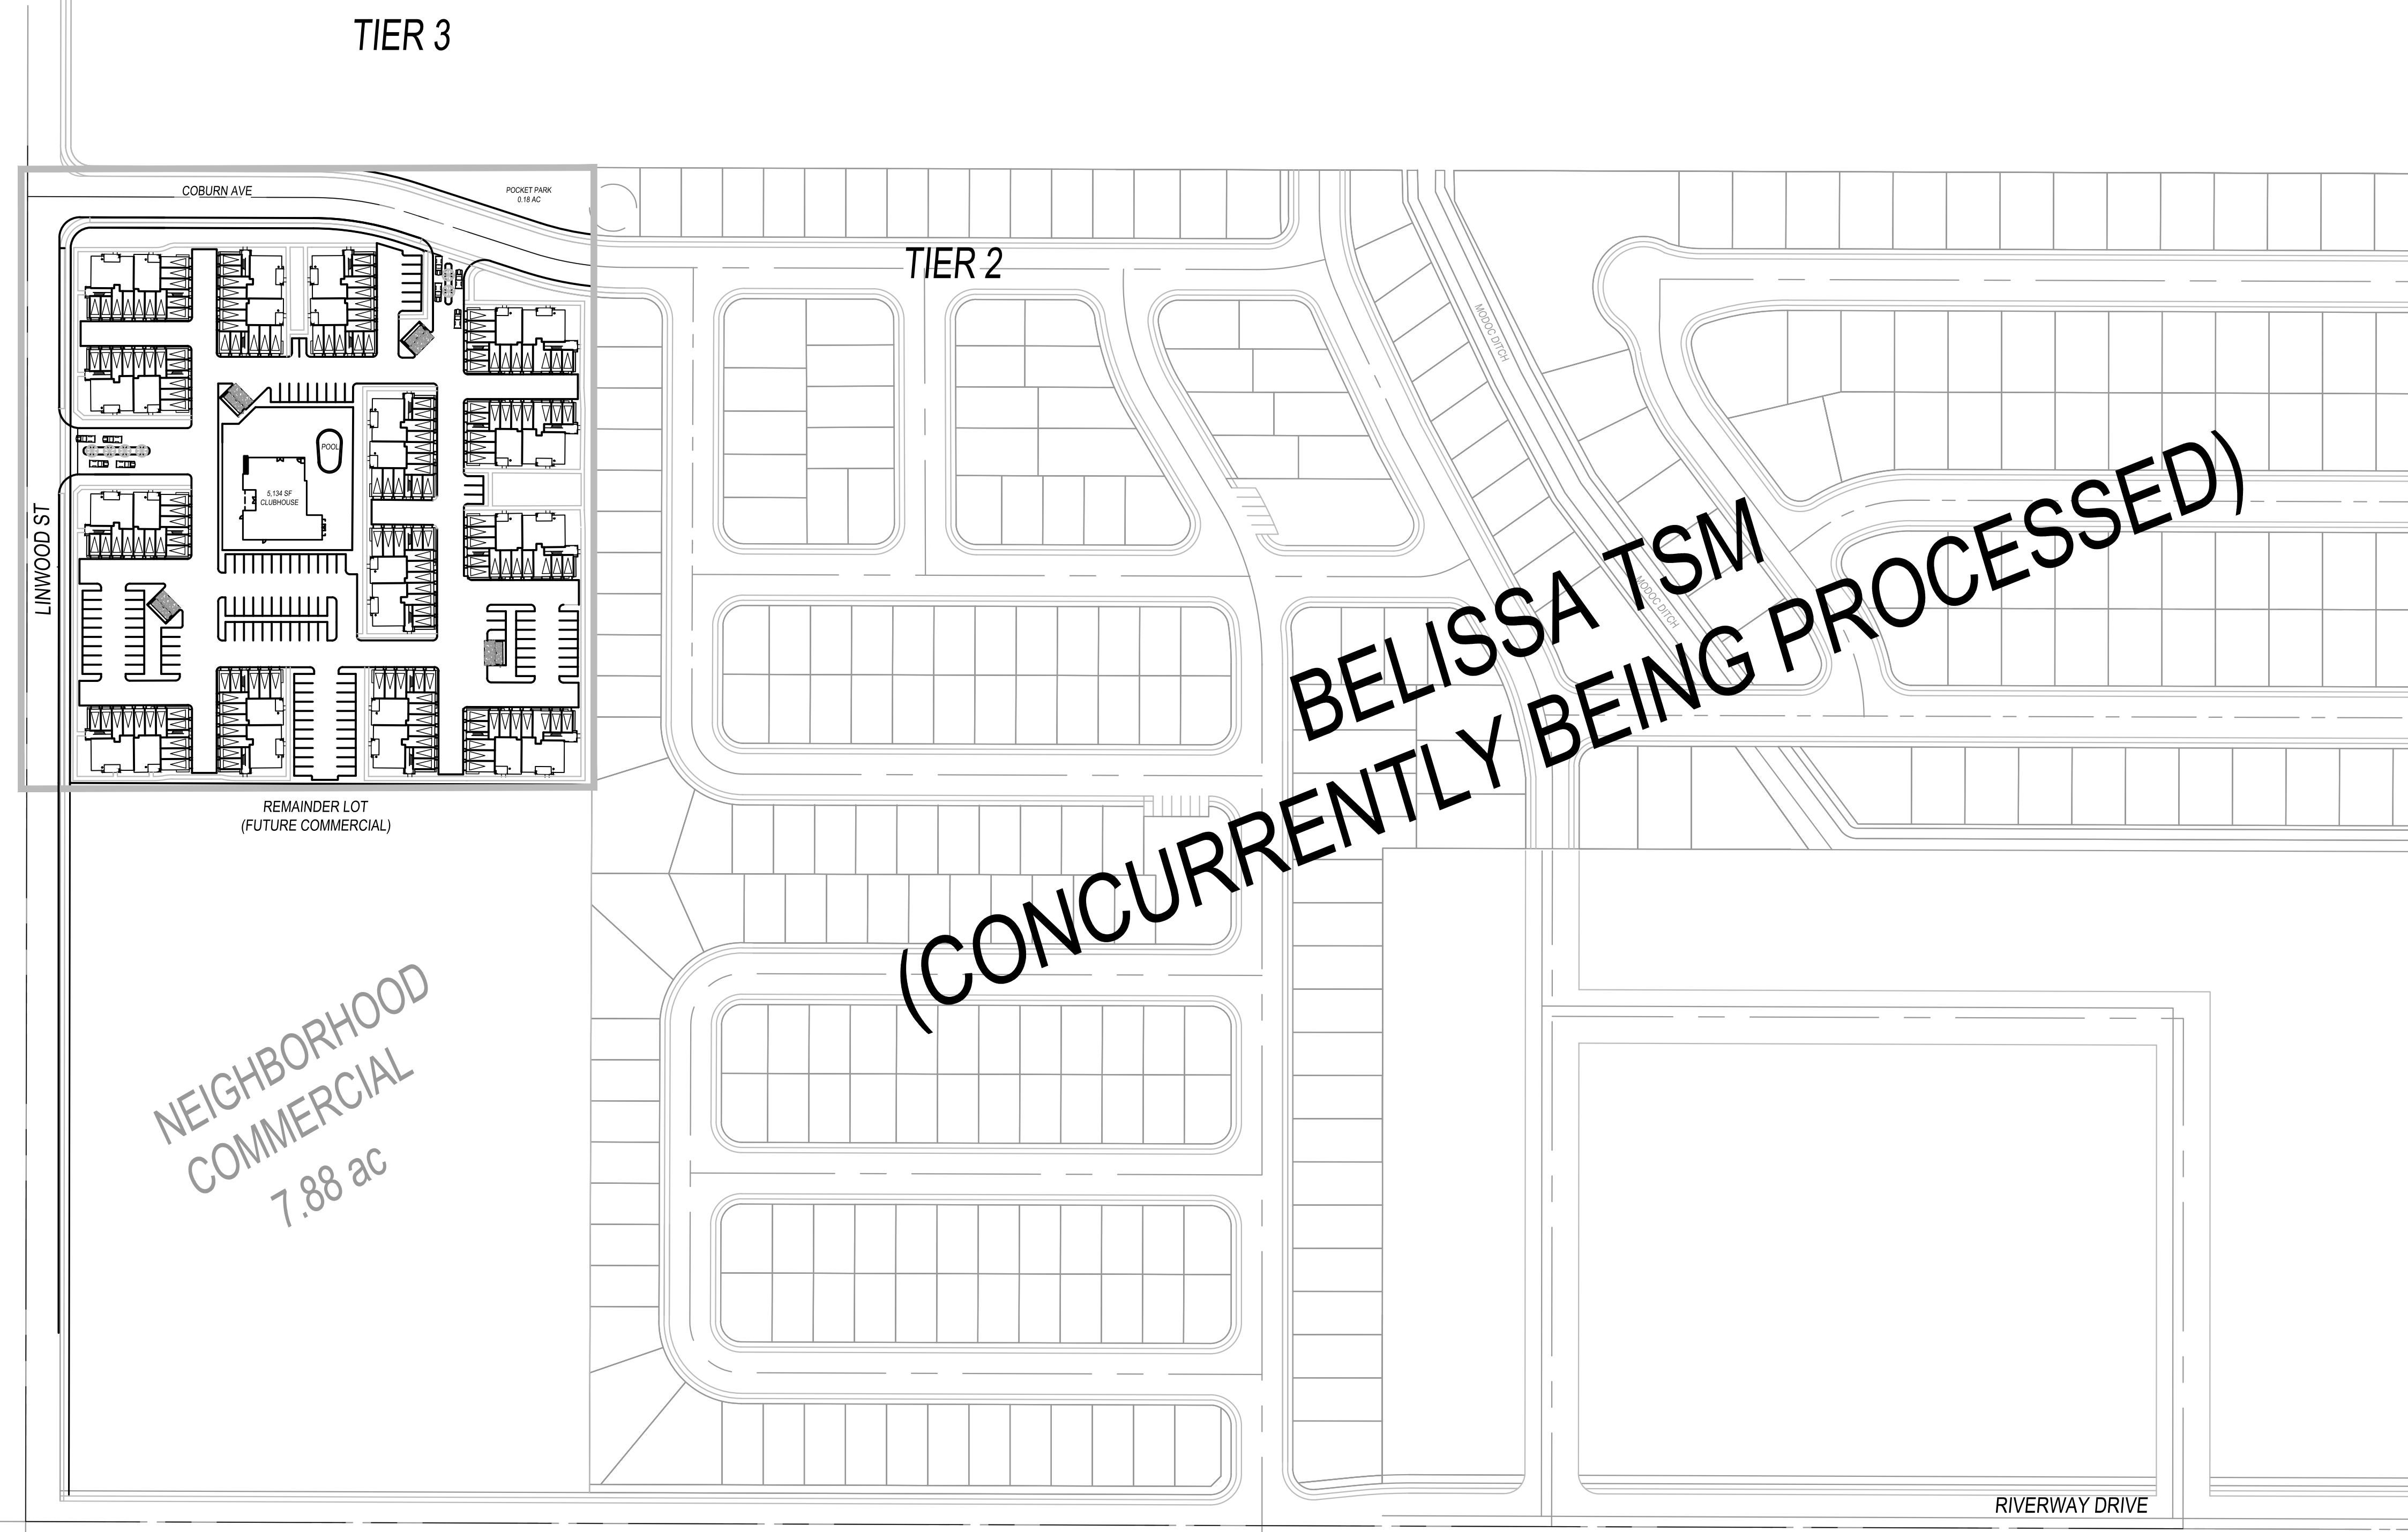 TIER 3
COBURN AVE
POCKET PARK
0.18 AC
TIER 2
MODOC DITCH
POOL
5,134 SF
CLUBHOUSE
LINWOOD ST
MODOC DITCH
BELISSA TSM
(CONCURRENTLY BEING PROCESSED)
REMAINDER LOT
(FUTURE COMMERCIAL)
NEIGHBORHOOD
COMMERCIAL
7.88 ac
RIVERWAY DRIVE